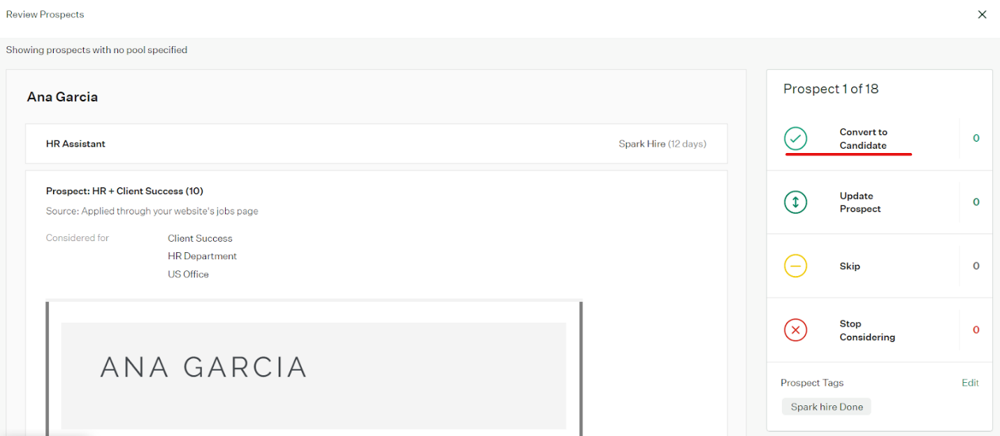 Review Prospects
Showing prospects with no pool specified
Ana Garcia
HR Assistant
Spark Hire (12 days)
Prospect: HR + Client Success (10)
Source: Applied through your website's jobs page
Considered for
Client Success
HR Department
US Office
ANA GARCIA
Prospect 1 of 18
Convert to
Candidate
0
Update
Prospect
0
Skip
0
Stop
Considering
0
Prospect Tags
Edit
Spark hire Done